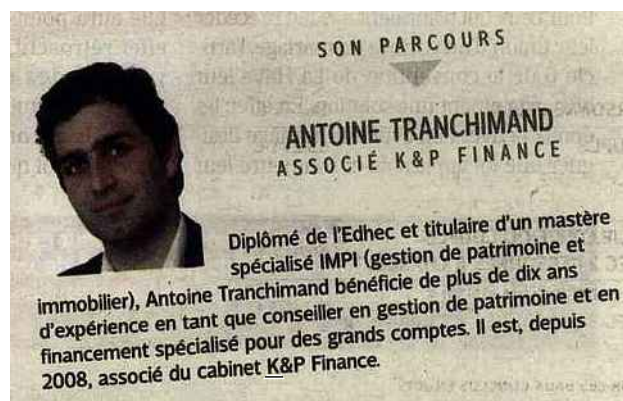 SON PARCOURS
ANTOINE TRANCHIMAND
ASSOCIÉ K&P FINANCE
Diplômé de l'Edhec et titulaire d'un mastère
spécialisé IMPI (gestion de patrimoine et
immobilier), Antoine Tranchimand bénéficie de plus de dix ans
d'expérience en tant que conseiller en gestion de patrimoine et en
financement spécialisé pour des grands comptes. Il est, depuis
2008, associé du cabinet K&P Finance.